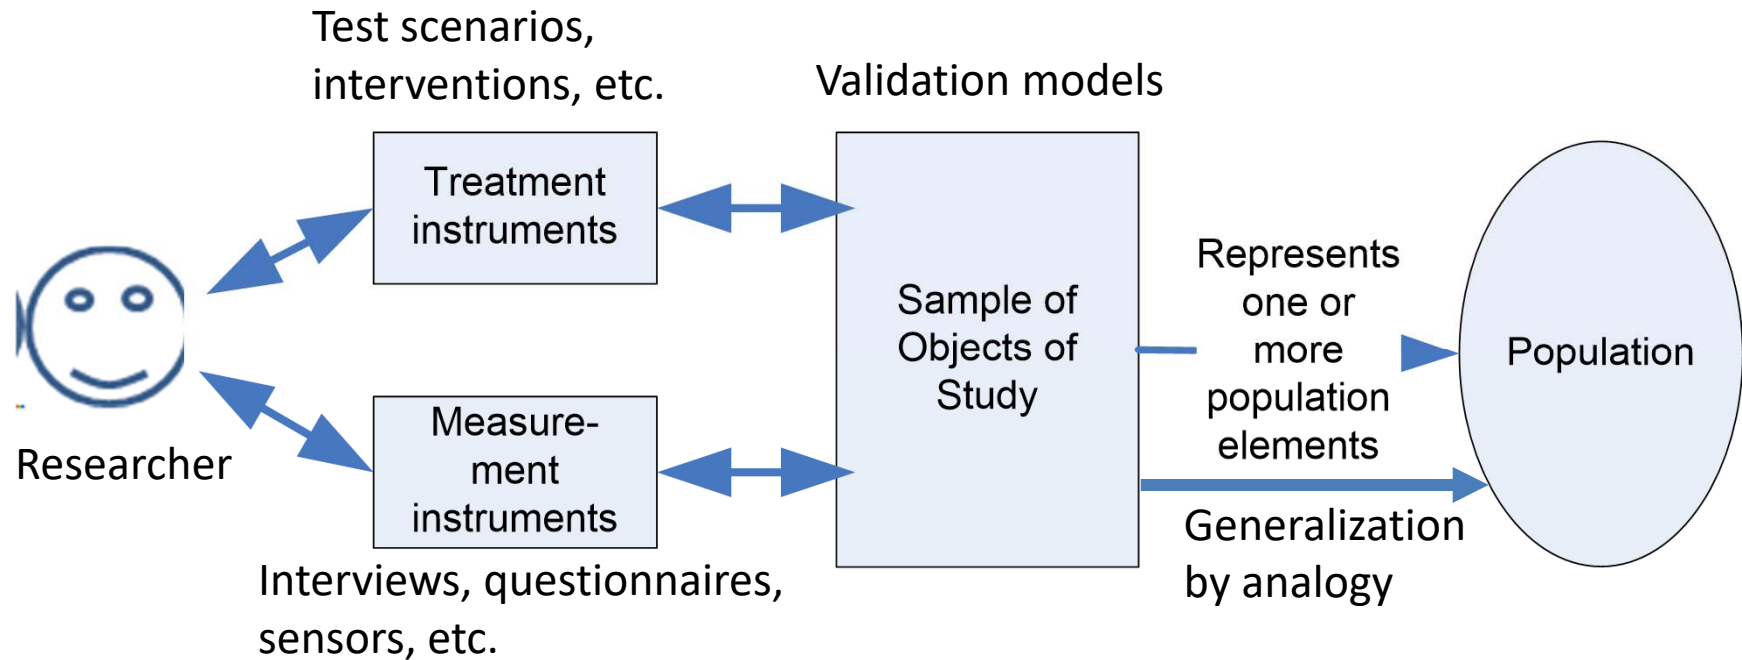 Test scenarios,
interventions, etc.
Validation models
Treatment
instruments
Researcher
Measure-
ment
instruments
Interviews, questionnaires,
sensors, etc.
Sample of
Objects of
Study
Represents
one or
more
population
elements
Generalization
by analogy
Population